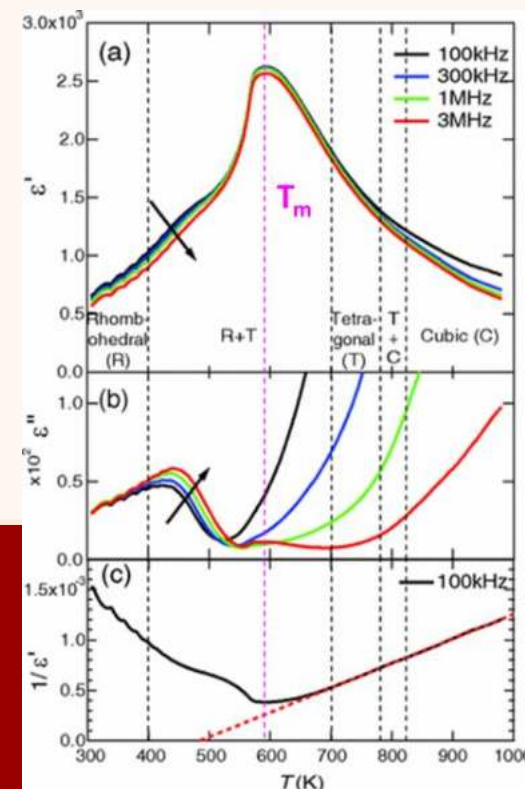 3.0x10³
(a)
100kHz
300kHz
1MHz
3MHz
2.5
2.0
ε'
Tm
1.5
1.0
0.5
Rhomb-
ohedral
(R)
R+T
Tetra-
gonal
(T)
T
+
C
Cubic (C)
0.0
(b)
1.0
x10² ε''
0.5
0.0
(c)
100kHz
1.5x10⁻³
1/ε'
1.0
0.5
0.0
300 400 500 600 700 800 900 1000
T(K)